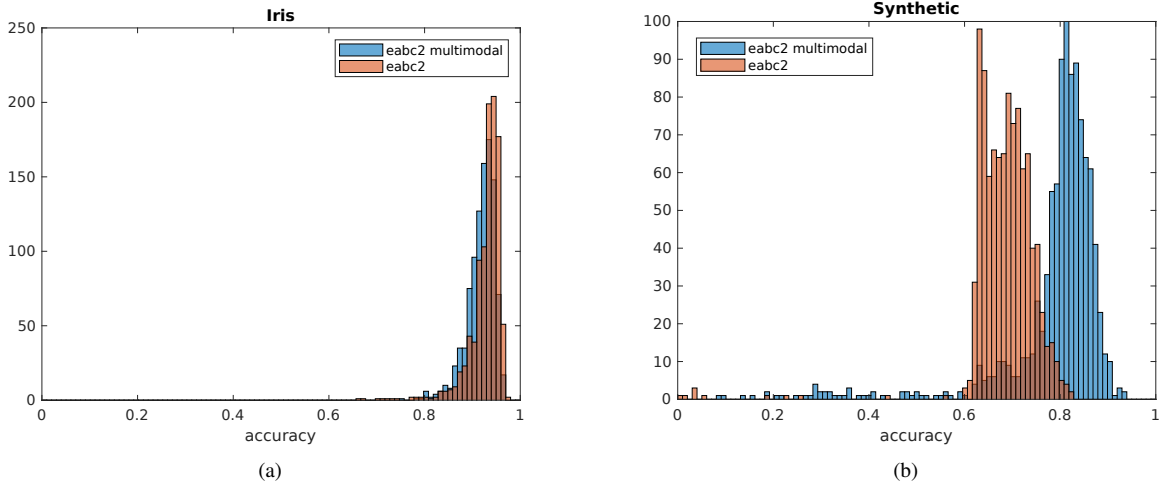 Iris
250
200
150
100
50
0
eabc2 multimodal
eabc2
0 0.2 0.4 0.6 0.8 1
accuracy
(a)
Synthetic
100
90
80
70
60
50
40
30
20
10
0
eabc2 multimodal
eabc2
0 0.2 0.4 0.6 0.8 1
accuracy
(b)